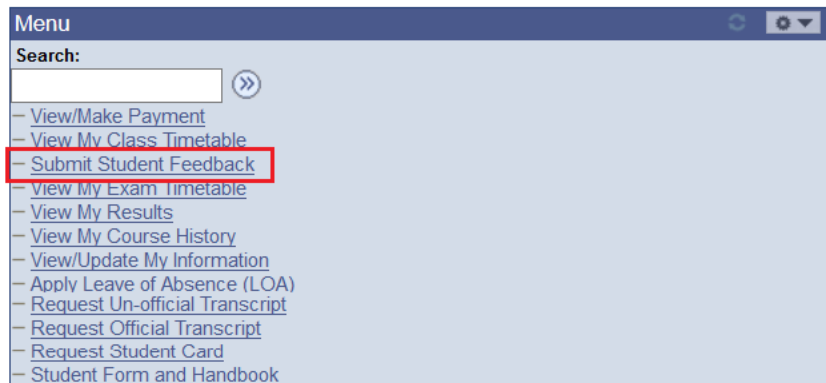 Menu
Search:
– View/Make Payment
– View My Class Timetable
– Submit Student Feedback
– View My Exam Timetable
– View My Results
– View My Course History
– View/Update My Information
– Apply Leave of Absence (LOA)
– Request Un-official Transcript
– Request Official Transcript
– Request Student Card
– Student Form and Handbook